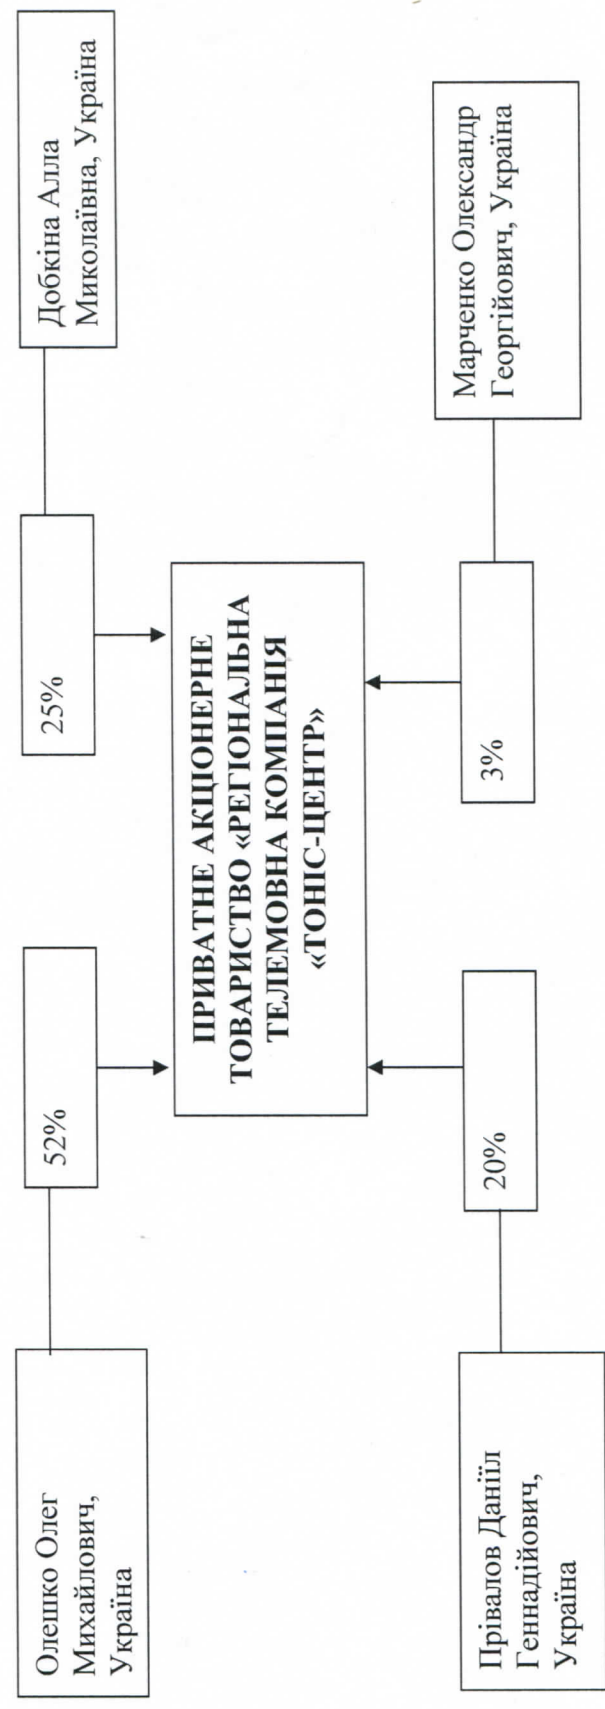 Олешко Олег
Михайлович,
Україна
52%
25%
Добкіна Алла
Миколаївна, Україна
ПРИВАТНЕ АКЦІОНЕРНЕ
ТОВАРИСТВО «РЕГІОНАЛЬНА
ТЕЛЕМОВНА КОМПАНІЯ
«ТОНІС-ЦЕНТР»
Прівалов Данііл
Геннадійович,
Україна
20%
3%
Марченко Олександр
Георгійович, Україна